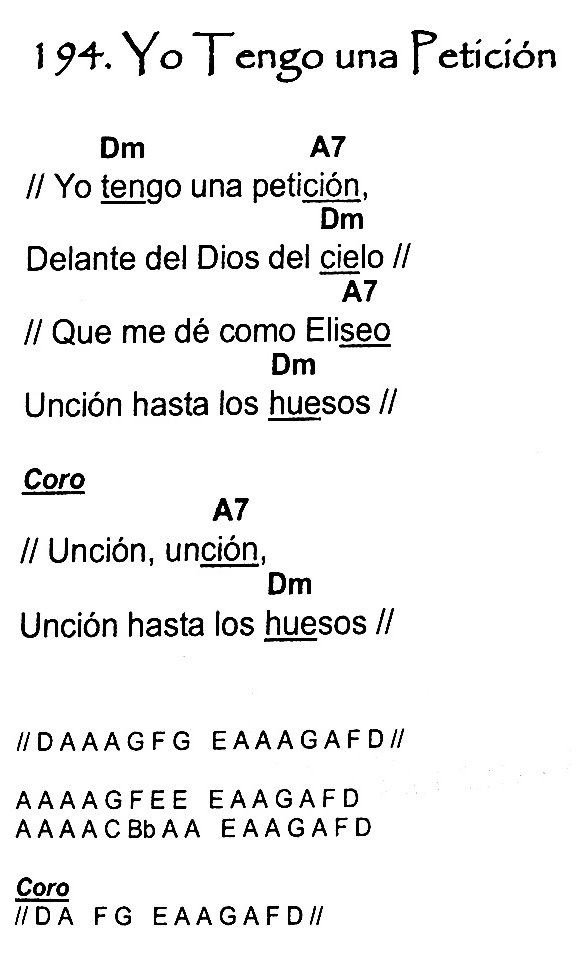 194. Yo Tengo una Petición
Dm A7
// Yo tengo una petición,
Dm
Delante del Dios del cielo //
A7
// Que me dé como Eliseo
Dm
Unción hasta los huesos //
Coro
A7
// Unción, unción,
Dm
Unción hasta los huesos //
// D A A A G F G E A A A G A F D //
A A A A G F E E E A A G A F D
A A A A C Bb A A E A A G A F D
Coro
// D A F G E A A G A F D //